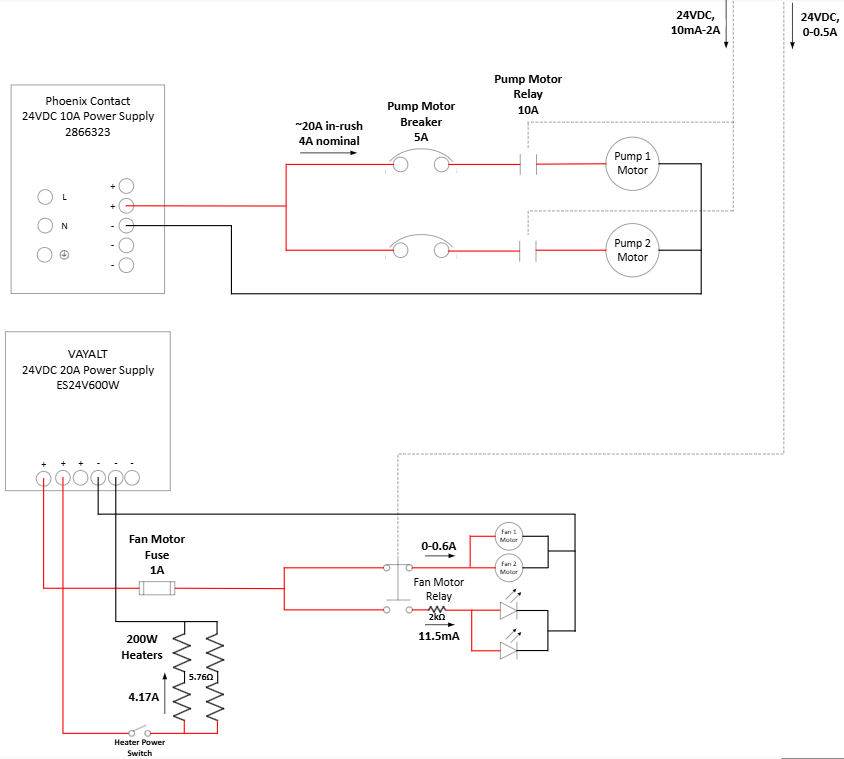 24VDC,
10mA-2A
24VDC,
0-0.5A
Phoenix Contact
24VDC 10A Power Supply
2866323
L
N
+
+
-
-
-
~20A in-rush
4A nominal
Pump Motor
Breaker
5A
Pump Motor
Relay
10A
Pump 1
Motor
Pump 2
Motor
VAYALT
24VDC 20A Power Supply
ES24V600W
+ + + - - -
Fan Motor
Fuse
1A
0-0.6A
Fan 1
Motor
Fan 2
Motor
Fan Motor
Relay
2kΩ
11.5mA
200W
Heaters
5.76Ω
4.17A
Heater Power
Switch